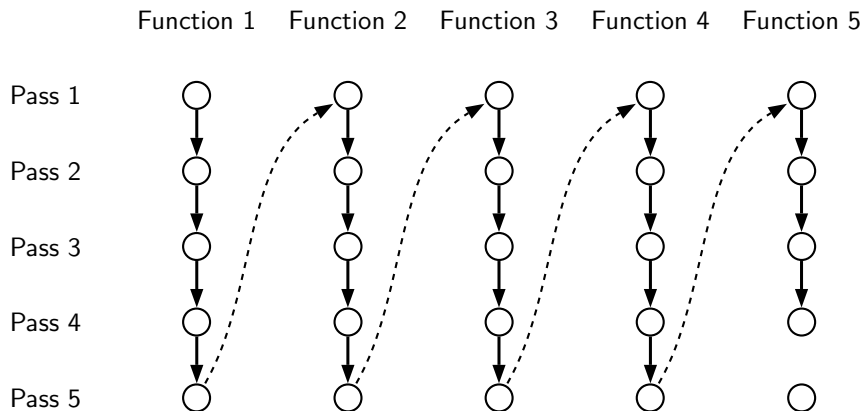 Function 1 Function 2 Function 3 Function 4 Function 5
Pass 1
Pass 2
Pass 3
Pass 4
Pass 5